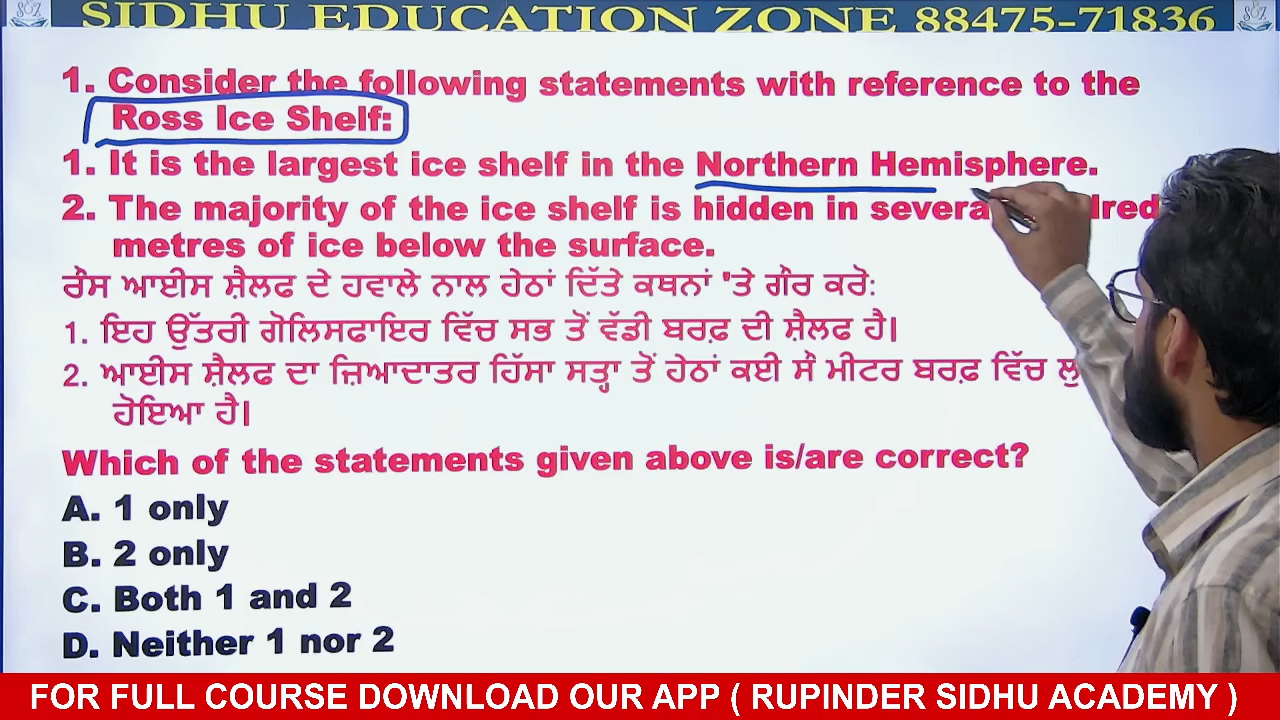 SIDHU EDUCATION ZONE 88475-71836
1. Consider the following statements with reference to the
Ross Ice Shelf:
1. It is the largest ice shelf in the Northern Hemisphere.
2. The majority of the ice shelf is hidden in
metres of ice below the surface.
ਰੌਸ ਆਈਸ ਸ਼ੈਲਫ ਦੇ ਹਵਾਲੇ ਨਾਲ ਹੇਠਾਂ ਦਿੱਤੇ ਕਥਨਾਂ 'ਤੇ ਗੌਰ ਕਰੋ:
1. ਇਹ ਉੱਤਰੀ ਗੋਲਿਸਫਾਇਰ ਵਿੱਚ ਸਭ ਤੋਂ ਵੱਡੀ ਬਰਫ਼ ਦੀ ਸ਼ੈਲਫ ਹੈ।
2. ਆਈਸ ਸ਼ੈਲਫ ਦਾ ਜ਼ਿਆਦਾਤਰ ਹਿੱਸਾ ਸਤ੍ਹਾ ਤੋਂ ਹੇਠਾਂ ਕਈ ਸੌ ਮੀਟਰ ਬਰਫ਼ ਵਿੱਚ
ਹੋਇਆ ਹੈ।
Which of the statements given above is/are correct?
A. 1 only
B. 2 only
C. Both 1 and 2
D. Neither 1 nor 2
FOR FULL COURSE DOWNLOAD OUR APP ( RUPINDER SIDHU ACADEMY )